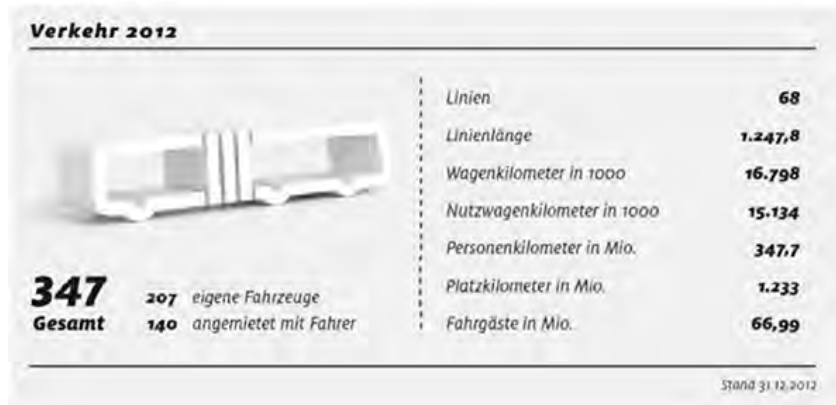 Verkehr 2012
Linien 68
Linienlänge 1.247,8
Wagenkilometer in 1000 16.798
Nutzwagenkilometer in 1000 15.134
Personenkilometer in Mio. 347,7
Platzkilometer in Mio. 1.233
Fahrgäste in Mio. 66,99
347
Gesamt
207 eigene Fahrzeuge
140 angemietet mit Fahrer
Stand 31.12.2012